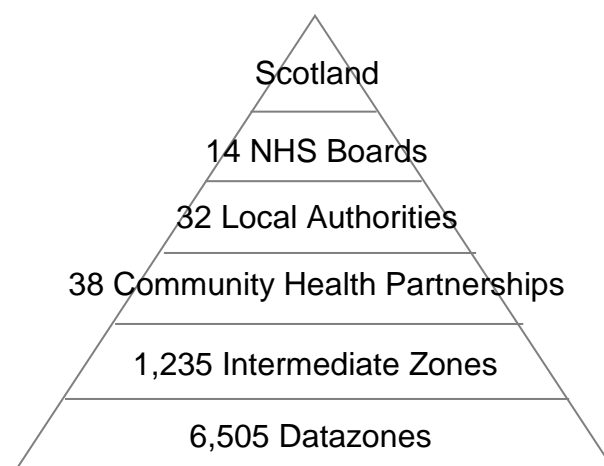 Scotland
14 NHS Boards
32 Local Authorities
38 Community Health Partnerships
1,235 Intermediate Zones
6,505 Datazones